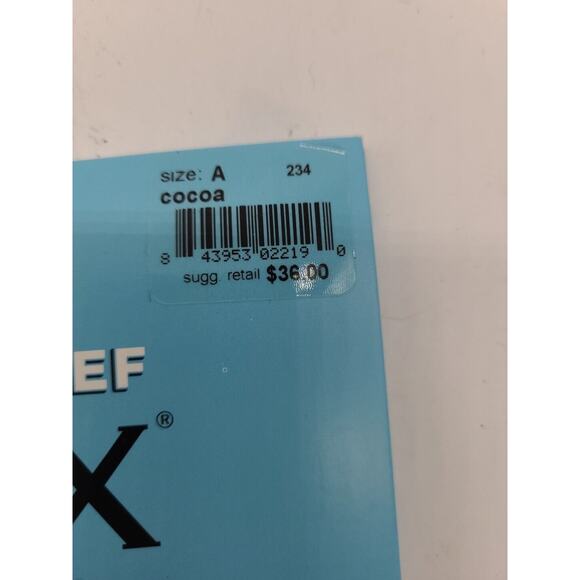 size: A 234
cocoa
8 43953 02219 0
sugg. retail $36.00
EF
X®